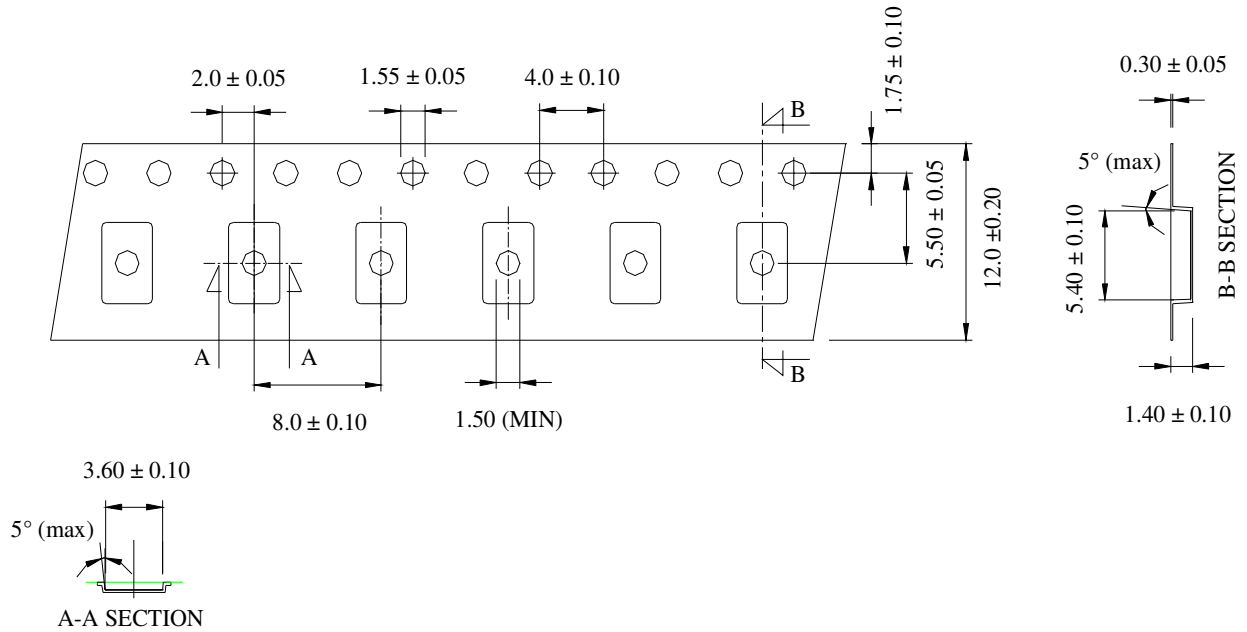 2.0 ± 0.05
1.55 ± 0.05
4.0 ± 0.10
1.75 ± 0.10
B
0.30 ± 0.05
5° (max)
5.50 ± 0.05
12.0 ±0.20
5.40 ± 0.10
B-B SECTION
A
A
B
8.0 ± 0.10
1.50 (MIN)
1.40 ± 0.10
3.60 ± 0.10
5° (max)
A-A SECTION